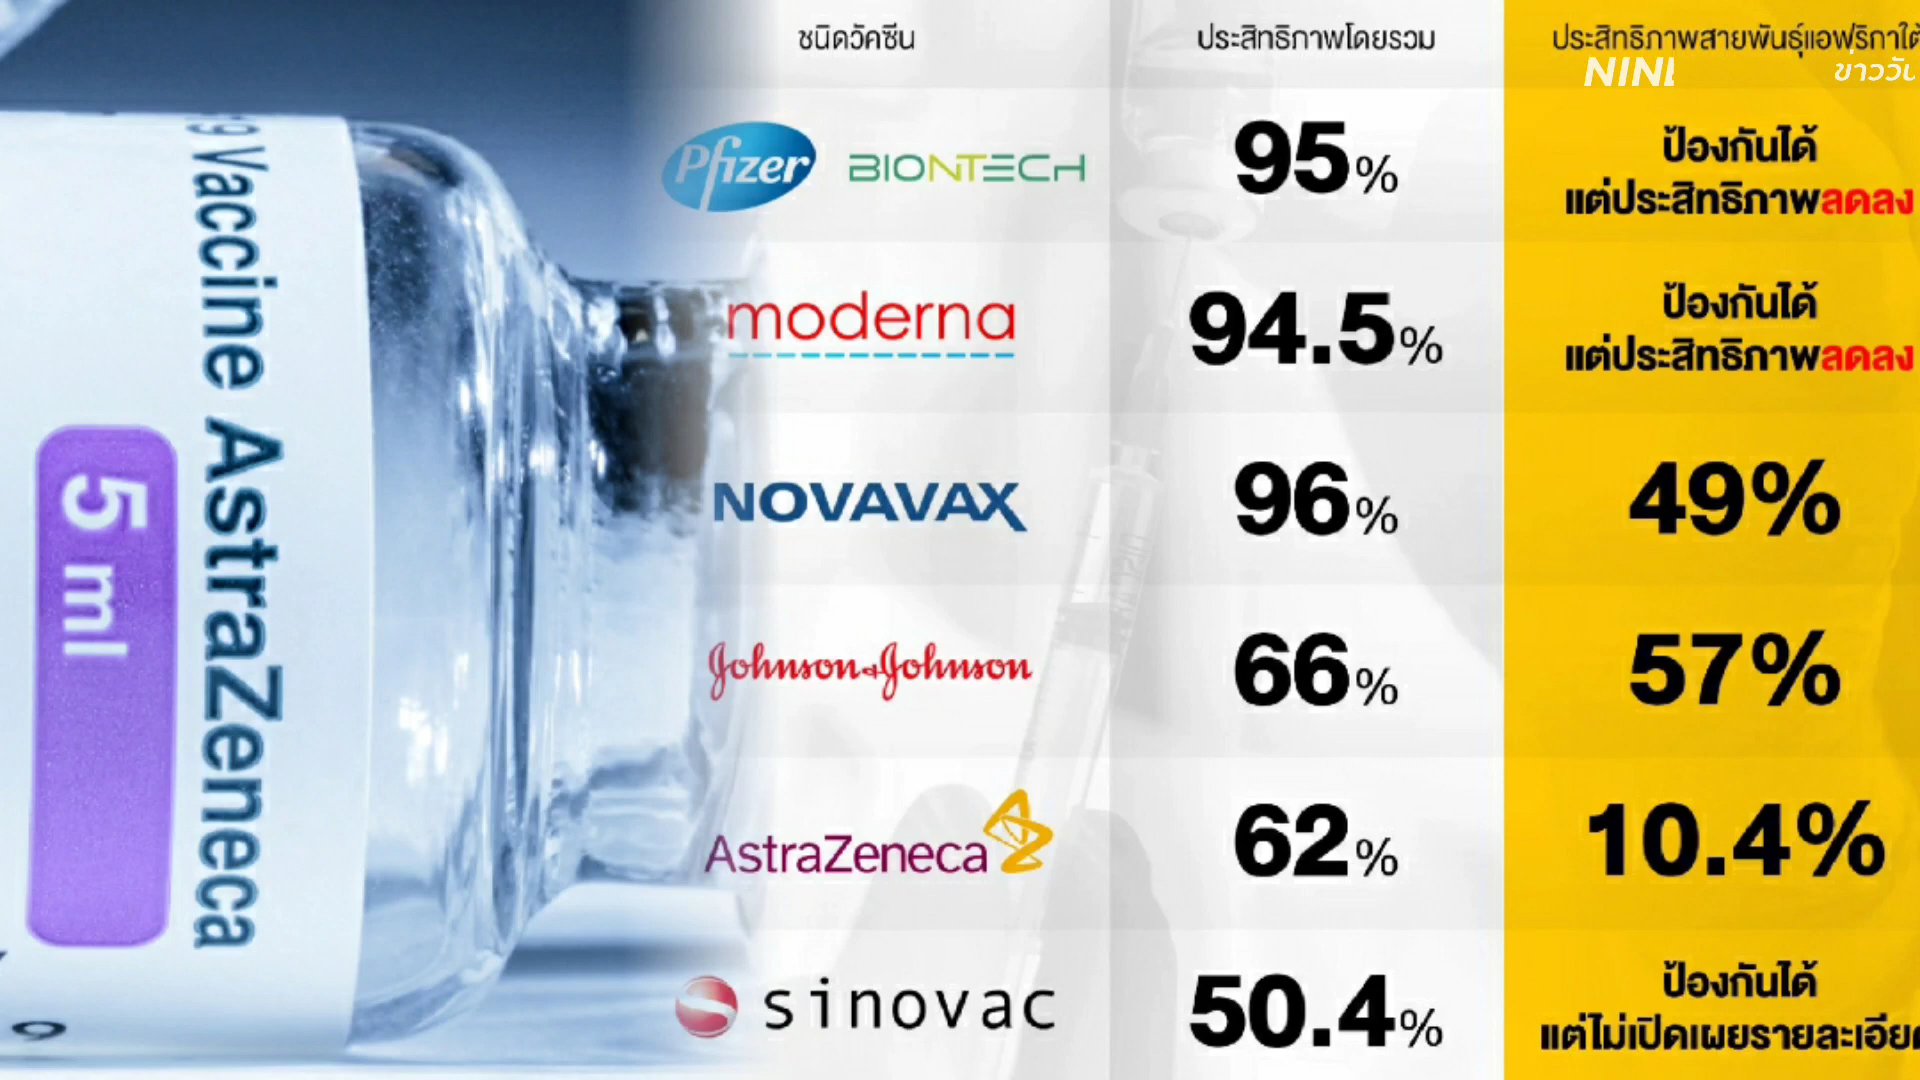 ชนิดวัคซีน
ประสิทธิภาพโดยรวม
ประสิทธิภาพสายพันธุ์แอฟริกาใต้
NINE
ข่าววัน
Pfizer BIONTECH
95%
ป้องกันได้
แต่ประสิทธิภาพลดลง
moderna
94.5%
ป้องกันได้
แต่ประสิทธิภาพลดลง
NOVAVAX
96%
49%
Johnson & Johnson
66%
57%
AstraZeneca
62%
10.4%
sinovac
50.4%
ป้องกันได้
แต่ไม่เปิดเผยรายละเอียด
19 Vaccine AstraZeneca
5 ml